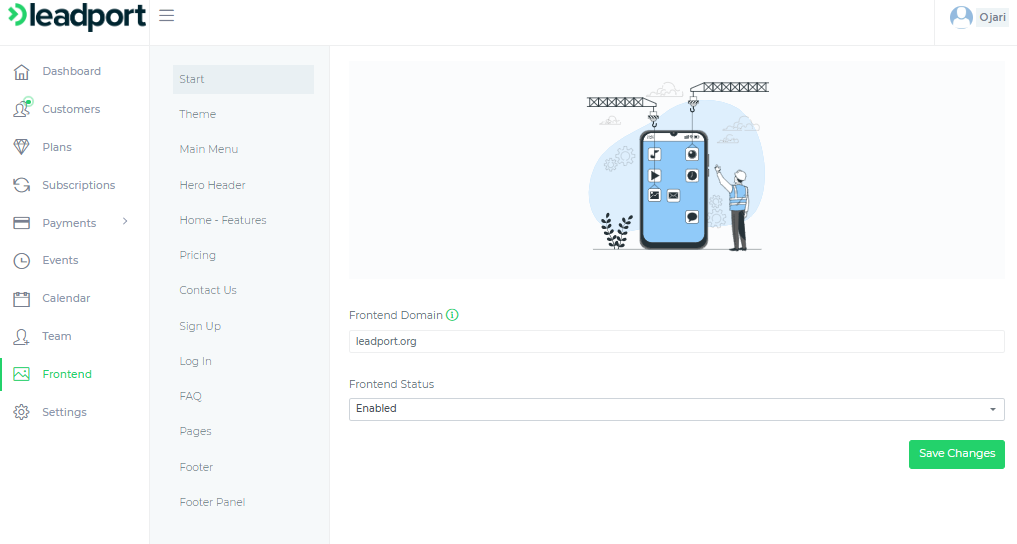 leadport
Ojari
Dashboard
Customers
Plans
Subscriptions
Payments
Events
Calendar
Team
Frontend
Settings
Start
Theme
Main Menu
Hero Header
Home - Features
Pricing
Contact Us
Sign Up
Log In
FAQ
Pages
Footer
Footer Panel
Frontend Domain
leadport.org
Frontend Status
Enabled
Save Changes